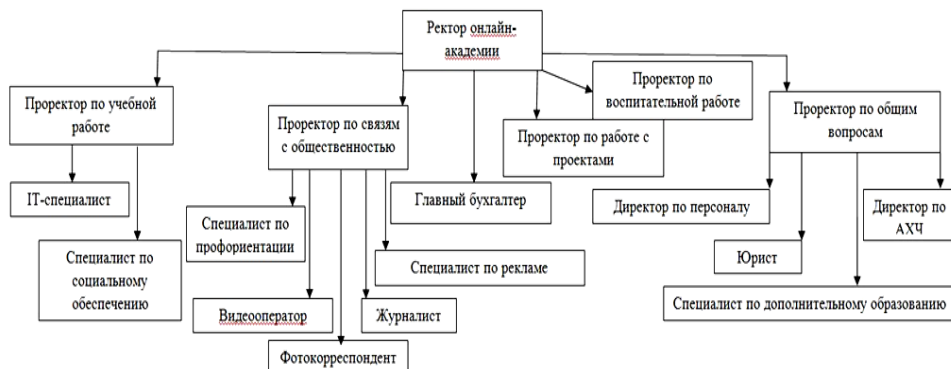 Ректор онлайн-
академии
Проректор по учебной
работе
Проректор по связям
с общественностью
Проректор по
воспитательной работе
Проректор по работе с
проектами
Проректор по общим
вопросам
IT-специалист
Специалист по
социальному
обеспечению
Специалист по
профориентации
Видеооператор
Фотокорреспондент
Журналист
Специалист по рекламе
Главный бухгалтер
Директор по персоналу
Юрист
Специалист по дополнительному образованию
Директор по
АХЧ